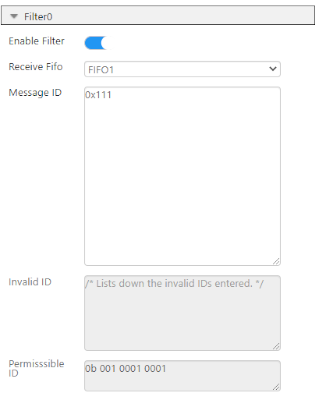 Filter0
Enable Filter
Receive Fifo
FIFO1
Message ID
0x111
Invalid ID
/* Lists down the invalid IDs entered. */
Permisssible
ID
0b 001 0001 0001